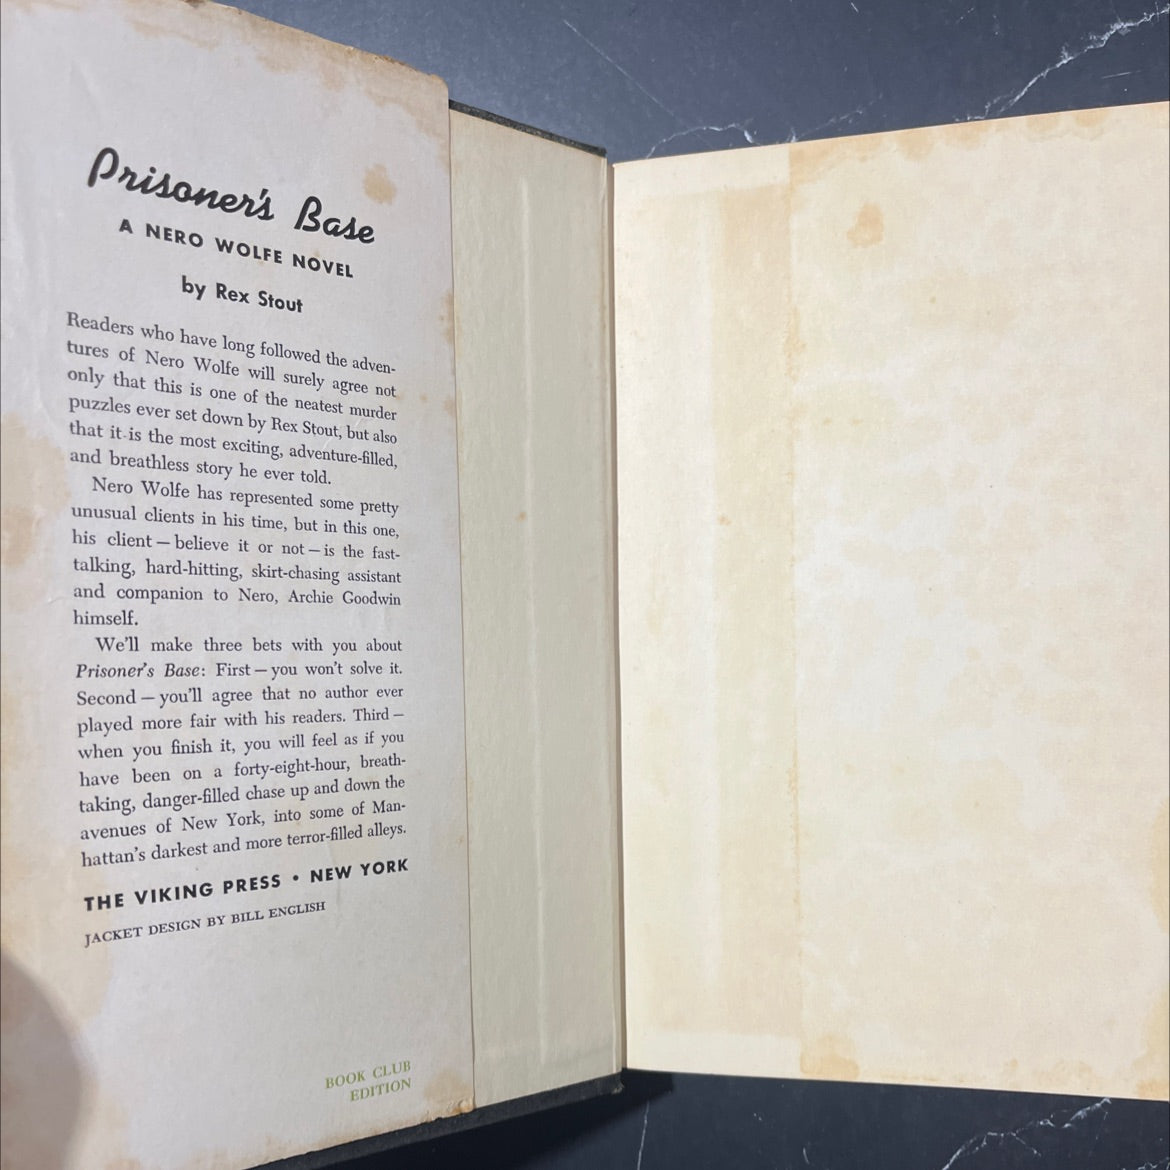 Prisoner's Base
A NERO WOLFE NOVEL
by Rex Stout
Readers who have long followed the adven-
tures of Nero Wolfe will surely agree not
only that this is one of the neatest murder
puzzles ever set down by Rex Stout, but also
that it is the most exciting, adventure-filled,
and breathless story he ever told.
Nero Wolfe has represented some pretty
unusual clients in his time, but in this one,
his client — believe it or not — is the fast-
talking, hard-hitting, skirt-chasing assistant
and companion to Nero, Archie Goodwin
himself.
We'll make three bets with you about
Prisoner's Base: First — you won't solve it.
Second — you'll agree that no author ever
played more fair with his readers. Third —
when you finish it, you will feel as if you
have been on a forty-eight-hour, breath-
taking, danger-filled chase up and down the
avenues of New York, into some of Man-
hattan's darkest and more terror-filled alleys.
THE VIKING PRESS • NEW YORK
JACKET DESIGN BY BILL ENGLISH
BOOK CLUB
EDITION